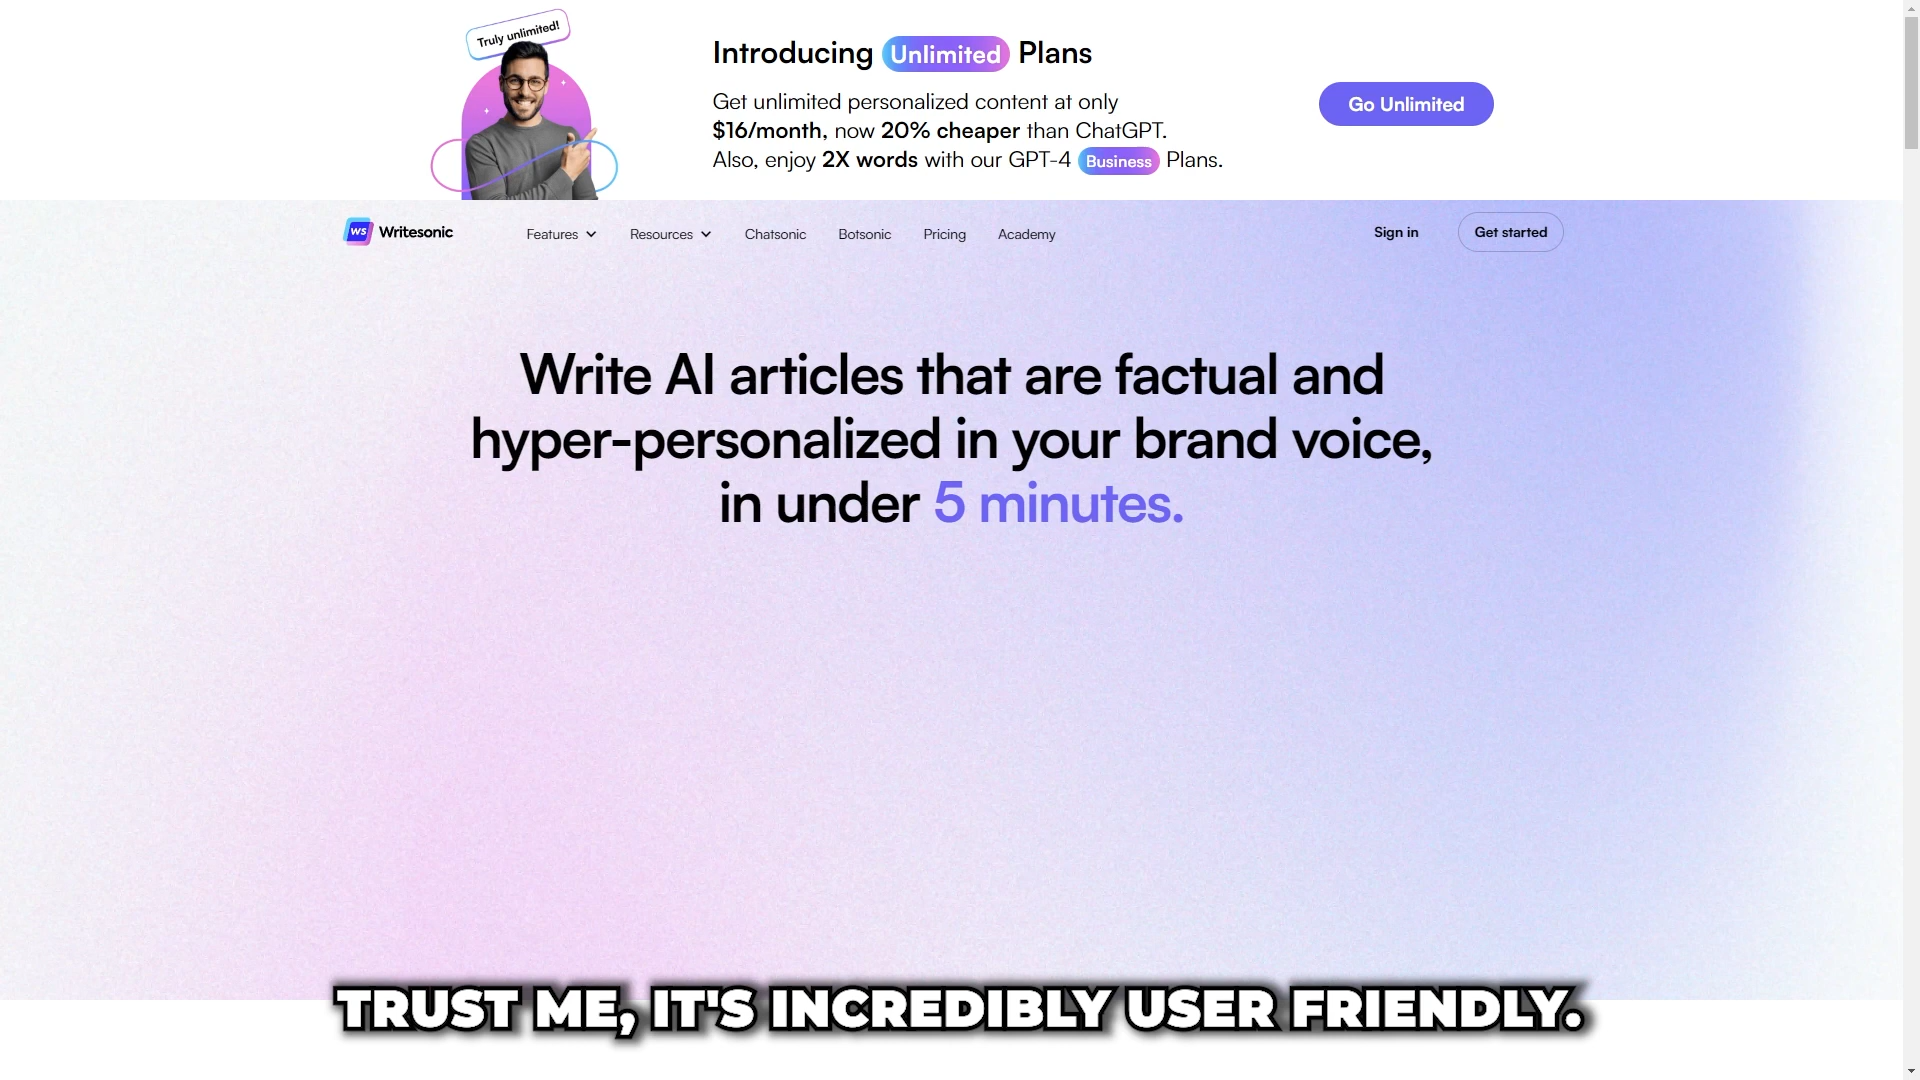 Truly unlimited!
Introducing Unlimited Plans
Get unlimited personalized content at only
$16/month, now 20% cheaper than ChatGPT.
Also, enjoy 2X words with our GPT-4 Business Plans.
Go Unlimited
ws Writesonic Features Resources Chatsonic Botsonic Pricing Academy Sign in Get started
Write AI articles that are factual and
hyper-personalized in your brand voice,
in under 5 minutes.
TRUST ME, IT'S INCREDIBLY USER FRIENDLY.